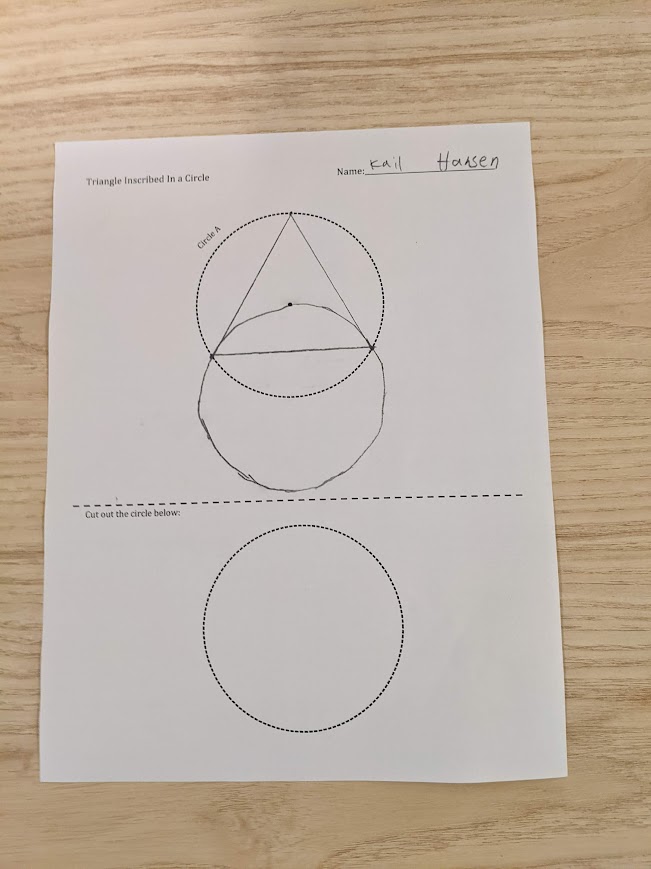 Triangle Inscribed In a Circle
Name: Kail Hansen
Circle A
Cut out the circle below: